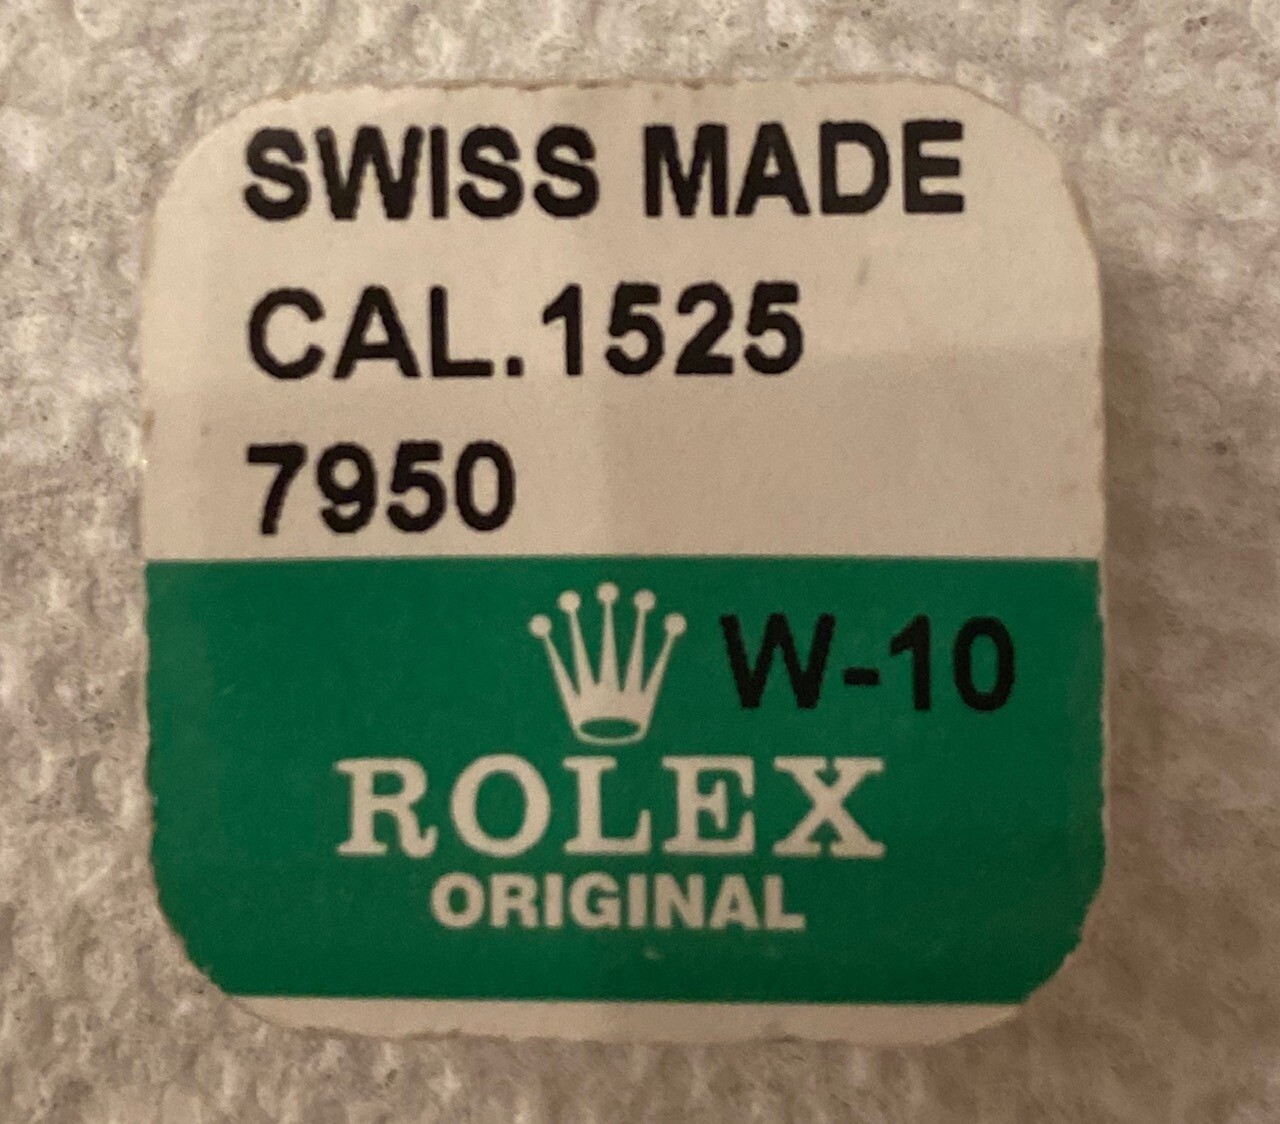 SWISS MADE
CAL.1525
7950
W-10
ROLEX
ORIGINAL